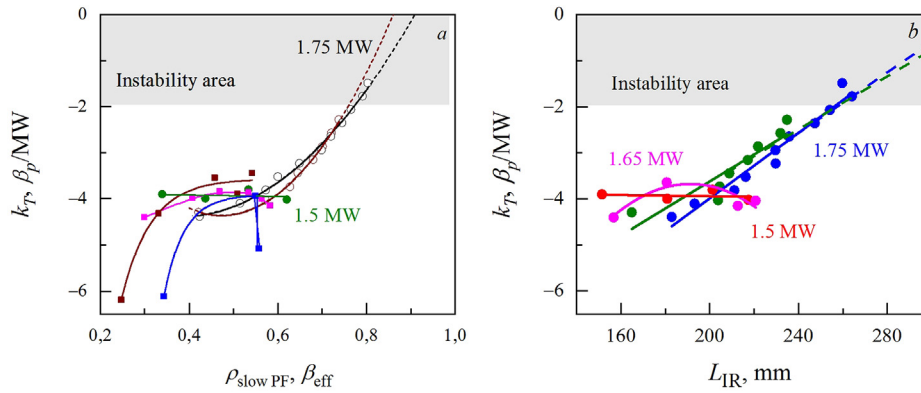 0
a
1.75 MW
Instability area
−2
−4
1.5 MW
−6
0,2
0,4
0,6
0,8
1,0
k_T, β_p/MW
ρ_slow PF, β_eff
0
b
Instability area
−2
1.75 MW
1.65 MW
−4
1.5 MW
−6
160
200
240
280
k_T, β_p/MW
L_IR, mm